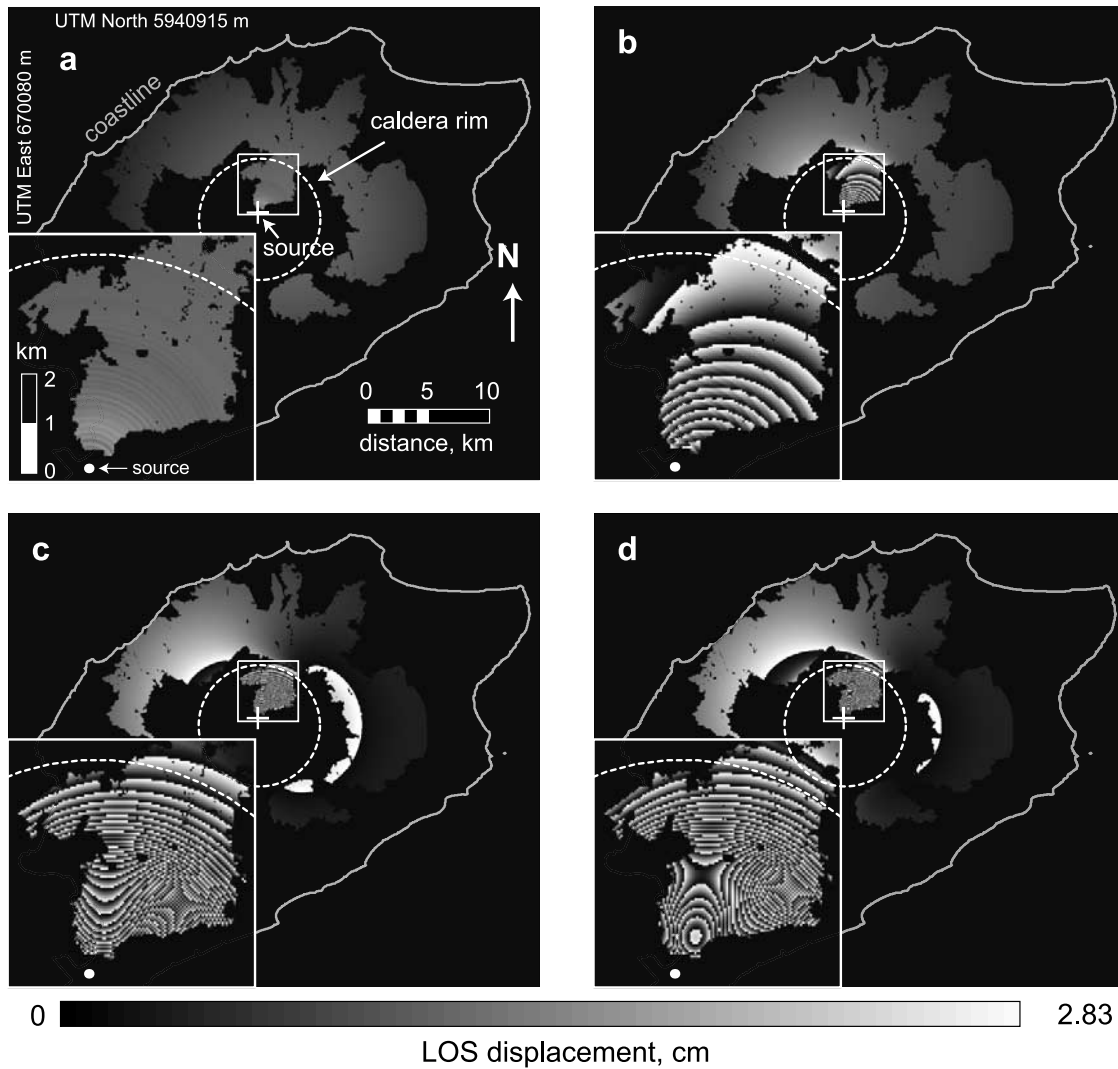 UTM North 5940915 m
UTM East 670080 m
a
coastline
caldera rim
source
N
km
2
1
0
source
0 5 10
distance, km
b
c
d
0 2.83
LOS displacement, cm